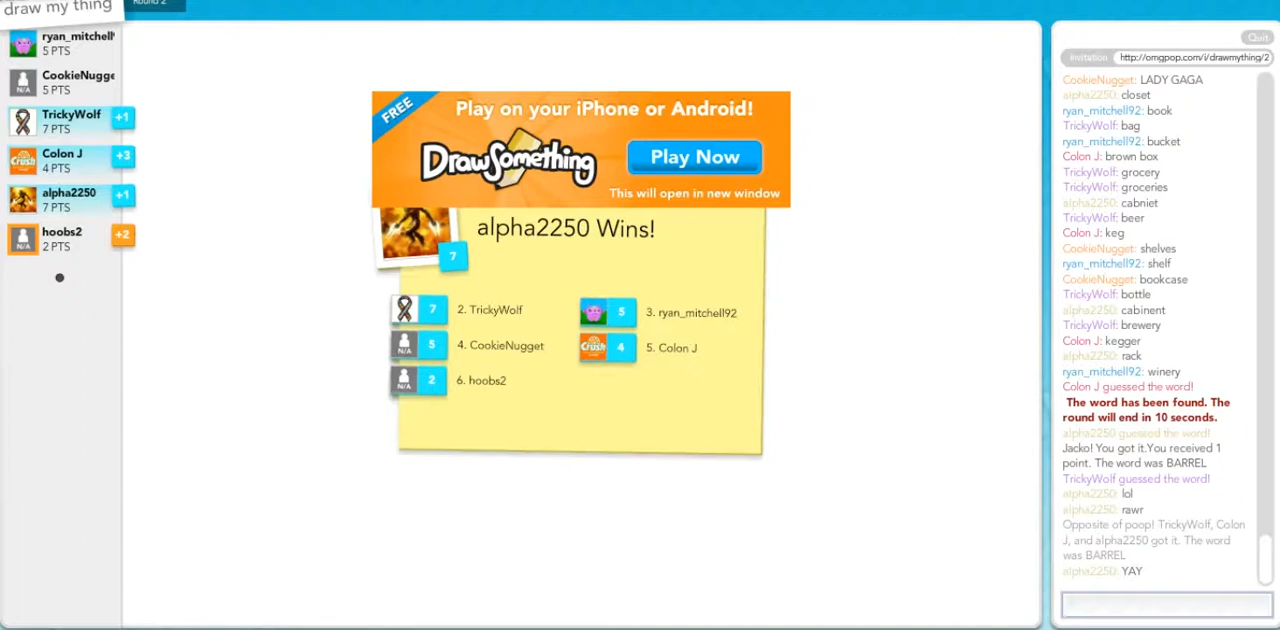 draw my thing
Round 2
ryan_mitchell
5 PTS
CookieNugge
5 PTS
TrickyWolf
7 PTS
+1
Colon J
4 PTS
+3
alpha2250
7 PTS
+1
hoobs2
2 PTS
+2
N/A
N/A
Crush
FREE
Play on your iPhone or Android!
DrawSomething
Play Now
This will open in new window
alpha2250 Wins!
7
7 2. TrickyWolf
5 3. ryan_mitchell92
N/A 5 4. CookieNugget
Crush 4 5. Colon J
N/A 2 6. hoobs2
Quit
Invitation http://omgpop.com/i/drawmything/2
CookieNugget: LADY GAGA
alpha2250: closet
ryan_mitchell92: book
TrickyWolf: bag
ryan_mitchell92: bucket
Colon J: brown box
TrickyWolf: grocery
TrickyWolf: groceries
alpha2250: cabniet
TrickyWolf: beer
Colon J: keg
CookieNugget: shelves
ryan_mitchell92: shelf
CookieNugget: bookcase
TrickyWolf: bottle
alpha2250: cabinent
TrickyWolf: brewery
Colon J: kegger
alpha2250: rack
ryan_mitchell92: winery
Colon J guessed the word!
The word has been found. The
round will end in 10 seconds.
alpha2250 guessed the word!
Jacko! You got it.You received 1
point. The word was BARREL
TrickyWolf guessed the word!
alpha2250: lol
alpha2250: rawr
Opposite of poop! TrickyWolf, Colon
J, and alpha2250 got it. The word
was BARREL
alpha2250: YAY